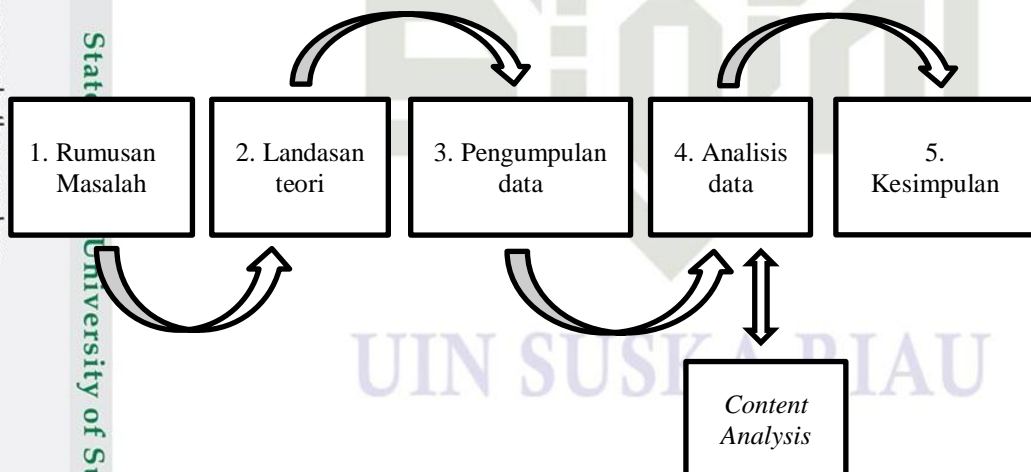 1. Rumusan
Masalah
2. Landasan
teori
3. Pengumpulan
data
4. Analisis
data
5.
Kesimpulan
Content
Analysis
UIN SUSKA RIAU
University of